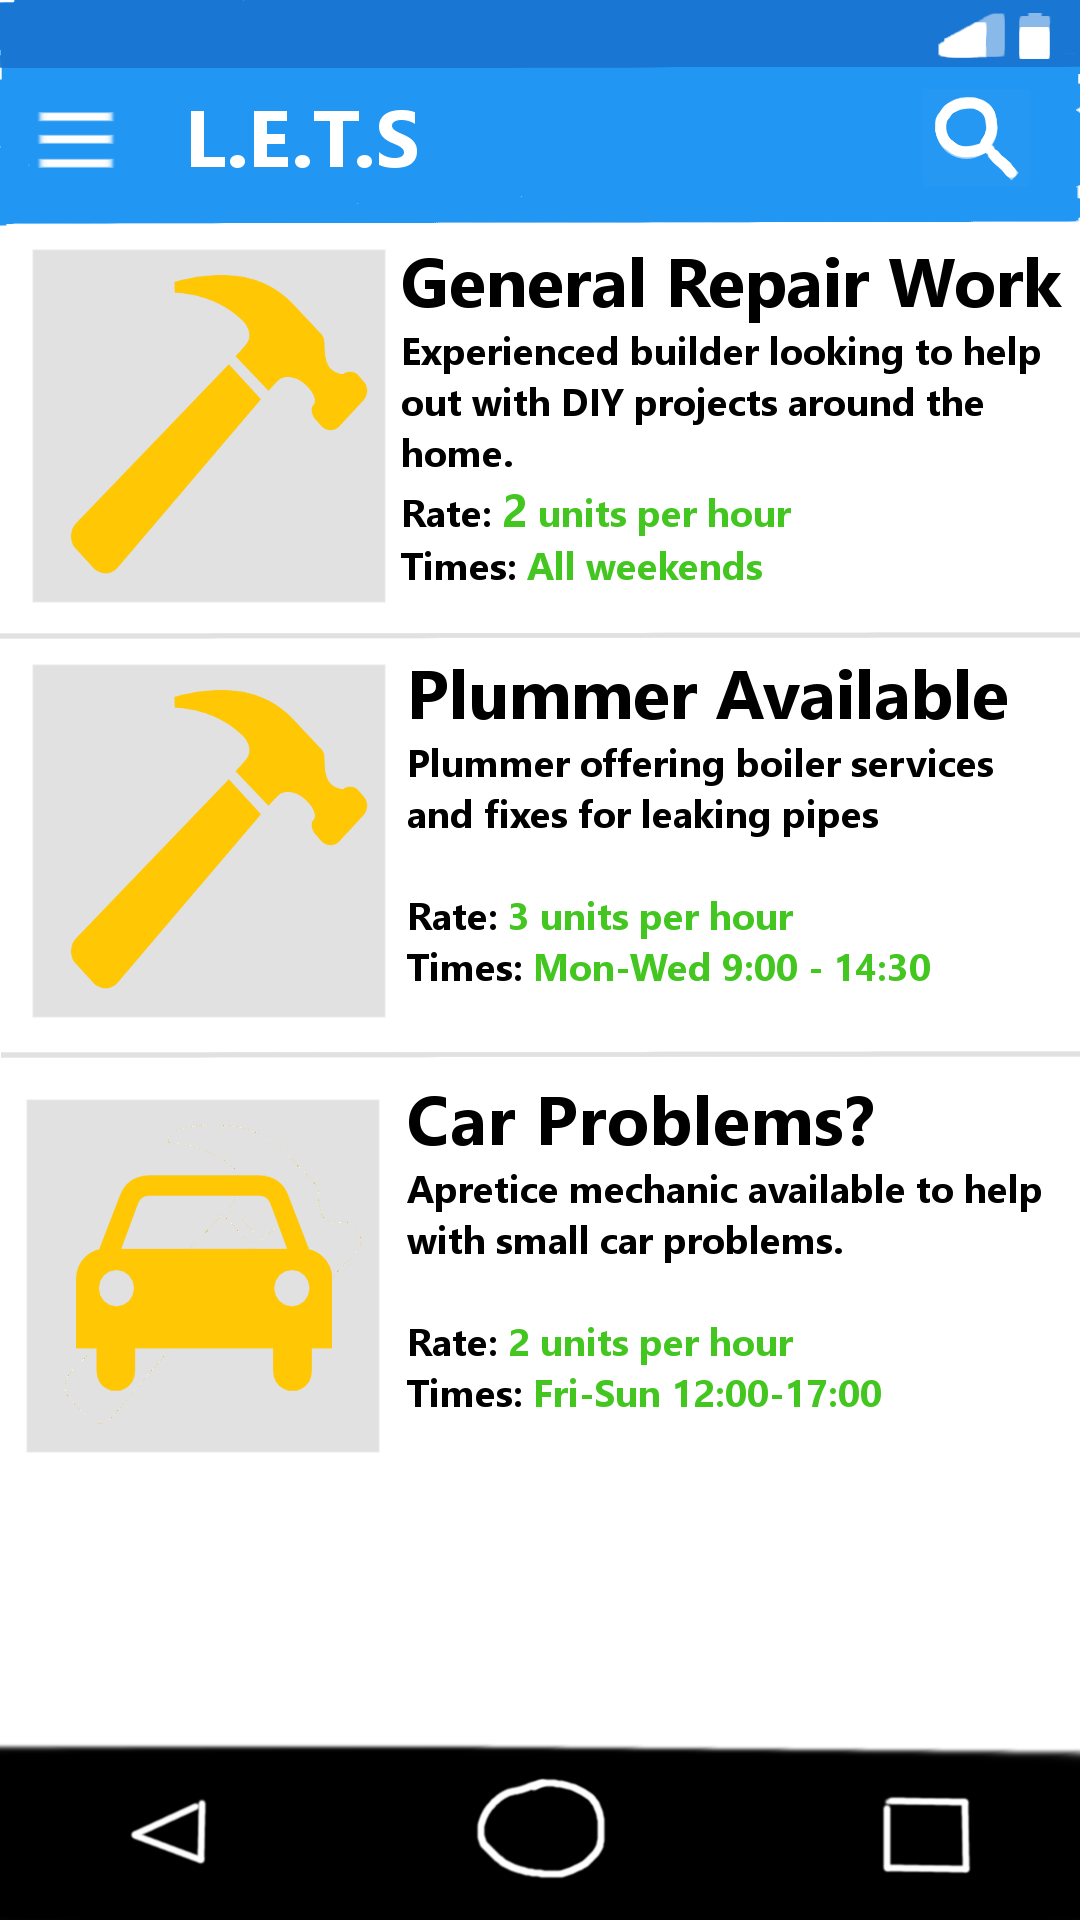 L.E.T.S
General Repair Work
Experienced builder looking to help
out with DIY projects around the
home.
Rate: 2 units per hour
Times: All weekends
Plummer Available
Plummer offering boiler services
and fixes for leaking pipes
Rate: 3 units per hour
Times: Mon-Wed 9:00 - 14:30
Car Problems?
Apretice mechanic available to help
with small car problems.
Rate: 2 units per hour
Times: Fri-Sun 12:00-17:00